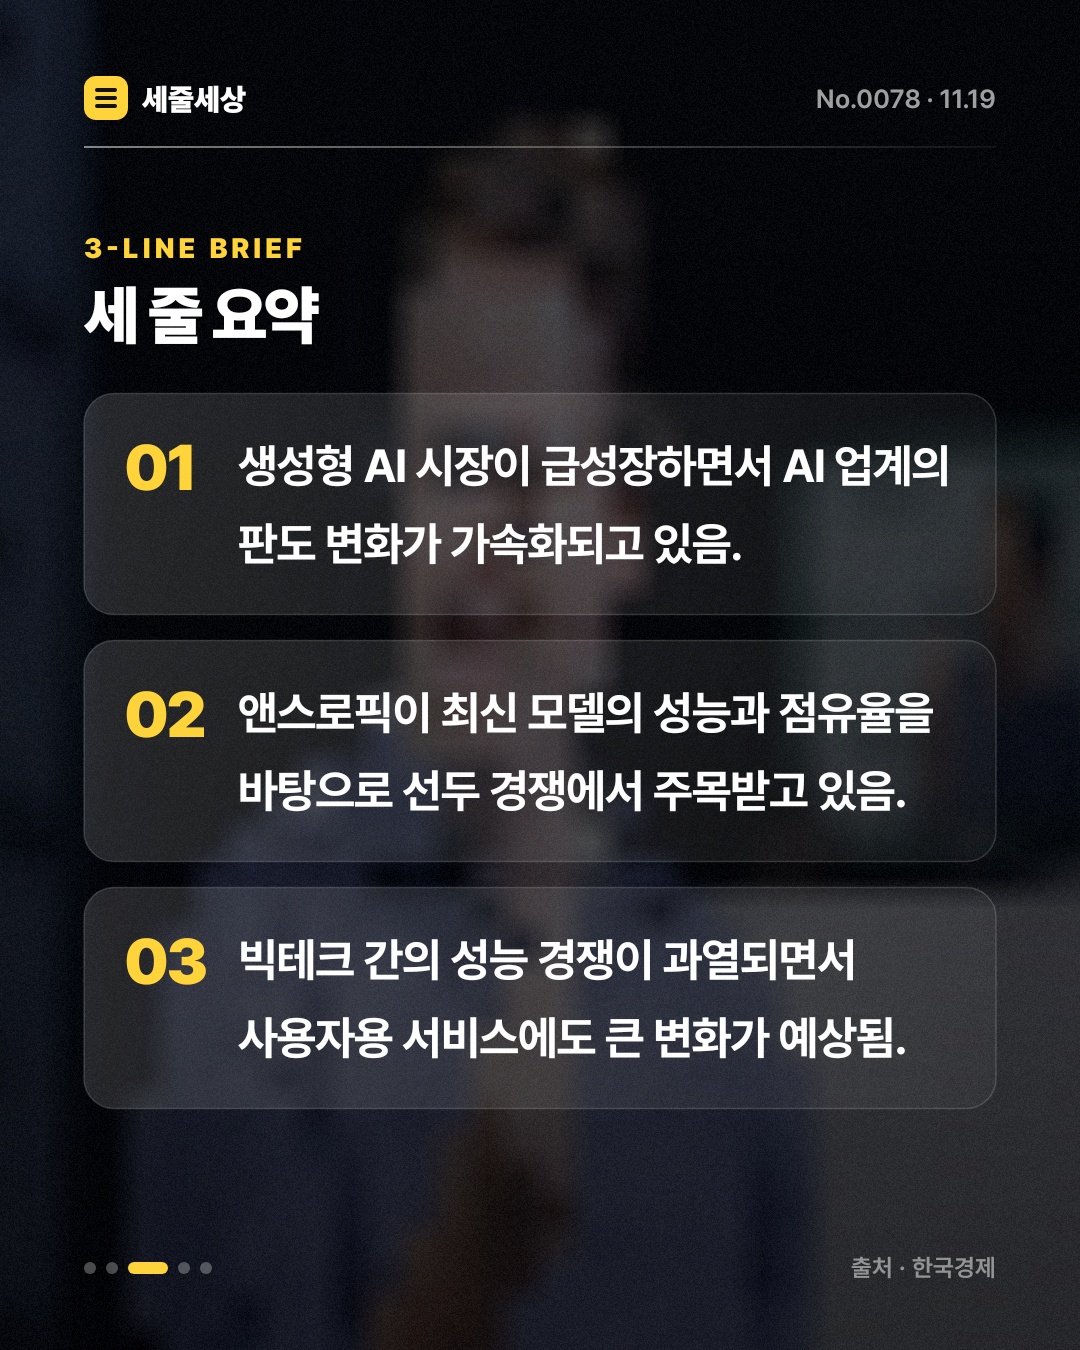 세줄세상
No.0078 · 11.19
3-LINE BRIEF
세 줄 요약
01
생성형 AI 시장이 급성장하면서 AI 업계의
판도 변화가 가속화되고 있음.
02
앤스로픽이 최신 모델의 성능과 점유율을
바탕으로 선두 경쟁에서 주목받고 있음.
03
빅테크 간의 성능 경쟁이 과열되면서
사용자용 서비스에도 큰 변화가 예상됨.
출처 · 한국경제